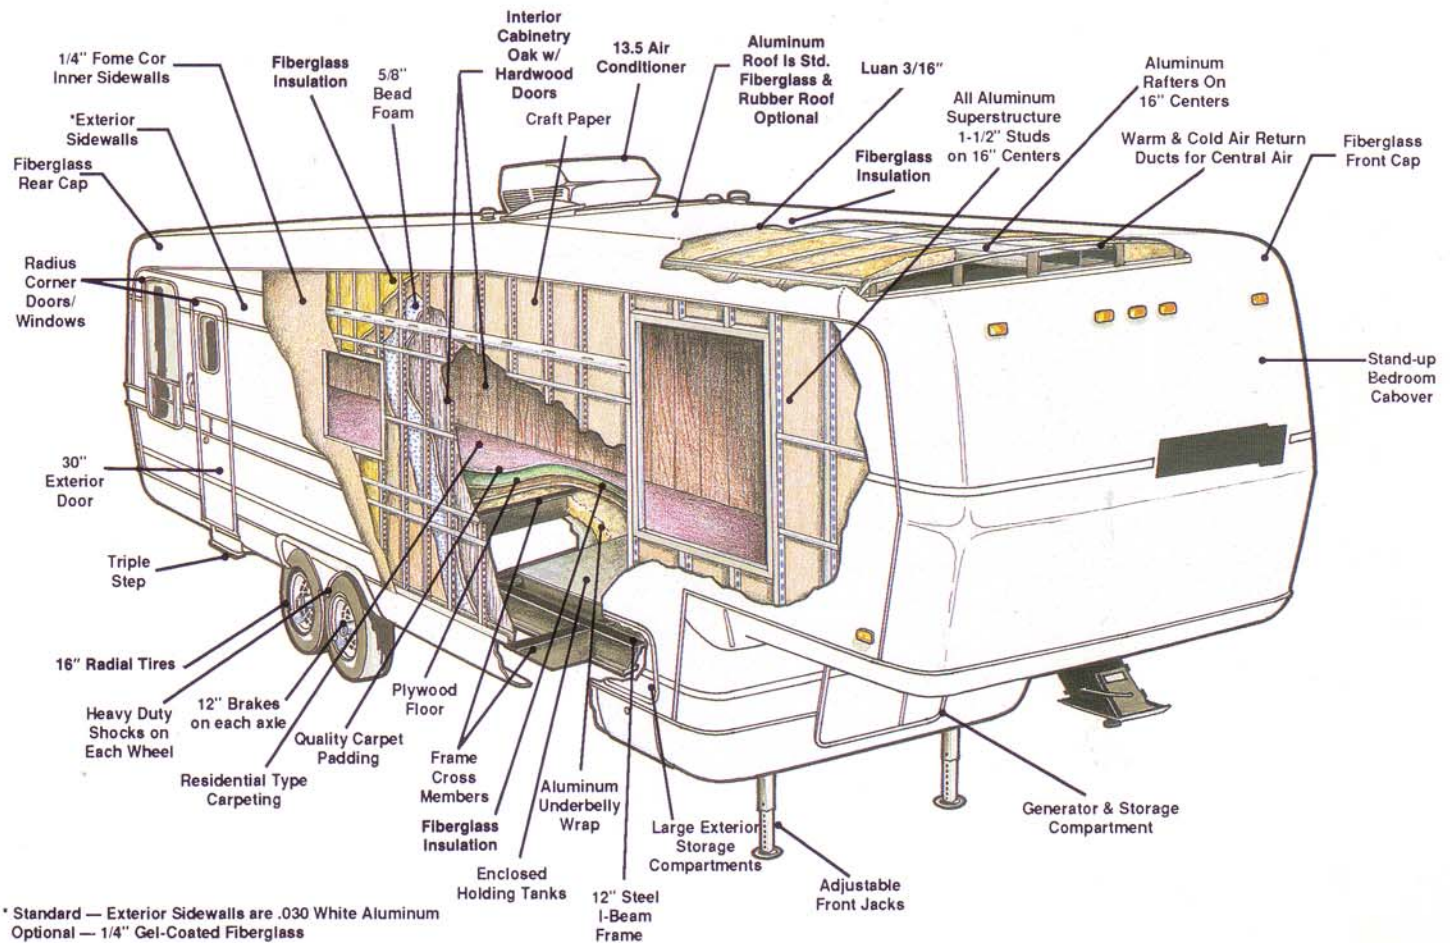 1/4" Fome Cor
Inner Sidewalls
Fiberglass
Insulation
5/8"
Bead
Foam
Interior
Cabinetry
Oak w/
Hardwood
Doors
Craft Paper
13.5 Air
Conditioner
Aluminum
Roof Is Std.
Fiberglass &
Rubber Roof
Optional
Luan 3/16"
All Aluminum
Superstructure
1-1/2" Studs
on 16" Centers
Fiberglass
Insulation
Aluminum
Rafters On
16" Centers
Warm & Cold Air Return
Ducts for Central Air
Fiberglass
Front Cap
*Exterior
Sidewalls
Fiberglass
Rear Cap
Radius
Corner
Doors/
Windows
Stand-up
Bedroom
Cabover
30"
Exterior
Door
Triple
Step
16" Radial Tires
Heavy Duty
Shocks on
Each Wheel
12" Brakes
on each axle
Residential Type
Carpeting
Quality Carpet
Padding
Plywood
Floor
Frame
Cross
Members
Fiberglass
Insulation
Enclosed
Holding Tanks
Aluminum
Underbelly
Wrap
12" Steel
I-Beam
Frame
Large Exterior
Storage
Compartments
Adjustable
Front Jacks
Generator & Storage
Compartment
* Standard — Exterior Sidewalls are .030 White Aluminum
Optional — 1/4" Gel-Coated Fiberglass